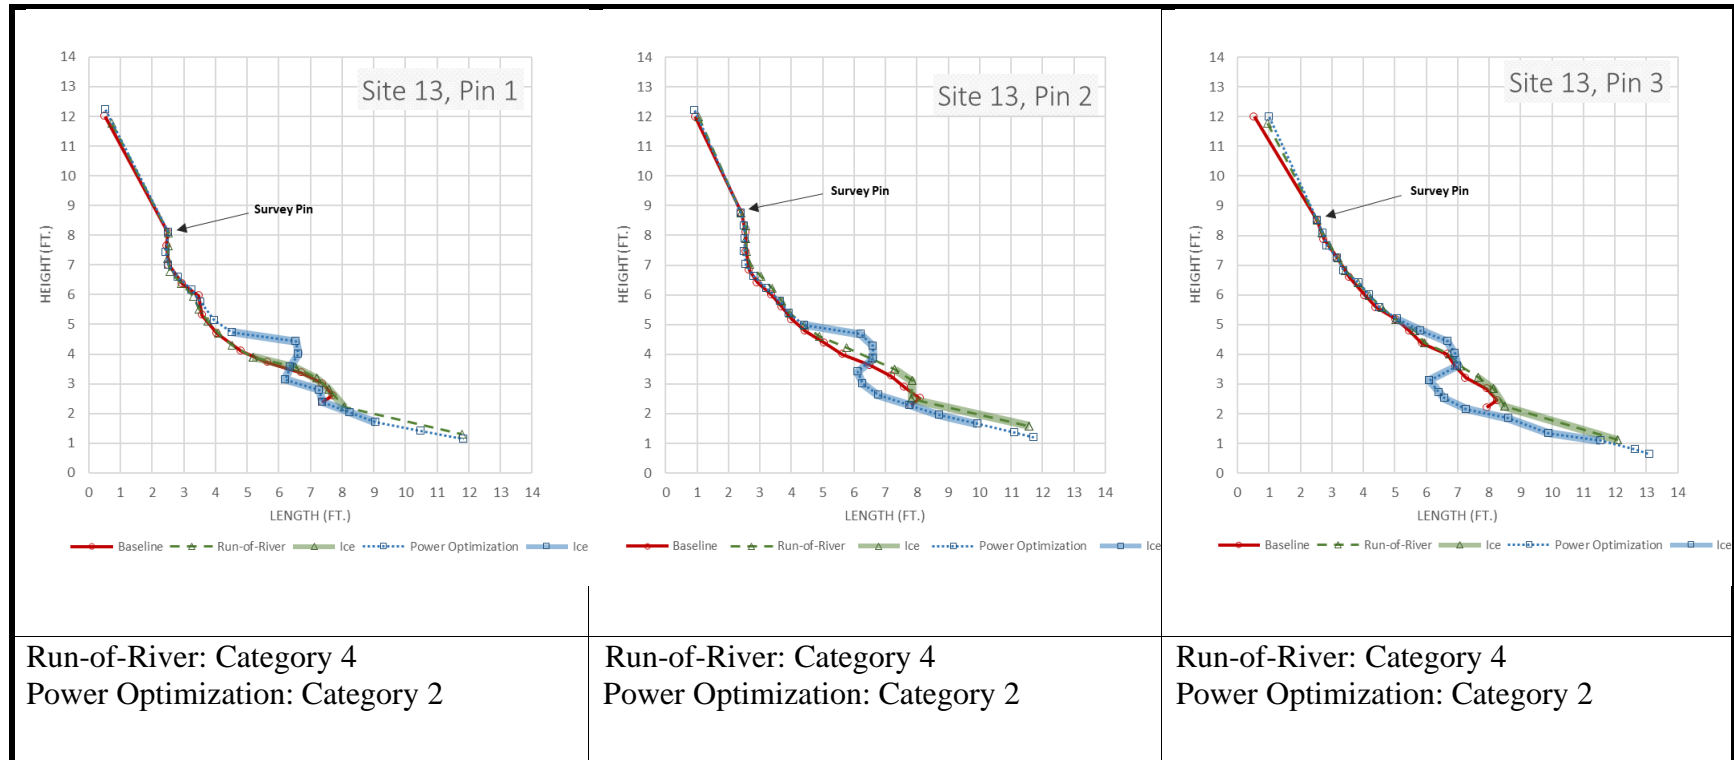 Site 13, Pin 1
HEIGHT (FT.)
14
13
12
11
10
9
8
7
6
5
4
3
2
1
0
Survey Pin
0 1 2 3 4 5 6 7 8 9 10 11 12 13 14
LENGTH (FT.)
Baseline Run-of-River Ice Power Optimization Ice
Site 13, Pin 2
HEIGHT (FT.)
14
13
12
11
10
9
8
7
6
5
4
3
2
1
0
Survey Pin
0 1 2 3 4 5 6 7 8 9 10 11 12 13 14
LENGTH (FT.)
Baseline Run-of-River Ice Power Optimization Ice
Site 13, Pin 3
HEIGHT (FT.)
14
13
12
11
10
9
8
7
6
5
4
3
2
1
0
Survey Pin
0 1 2 3 4 5 6 7 8 9 10 11 12 13 14
LENGTH (FT.)
Baseline Run-of-River Ice Power Optimization Ice
Run-of-River: Category 4
Power Optimization: Category 2
Run-of-River: Category 4
Power Optimization: Category 2
Run-of-River: Category 4
Power Optimization: Category 2